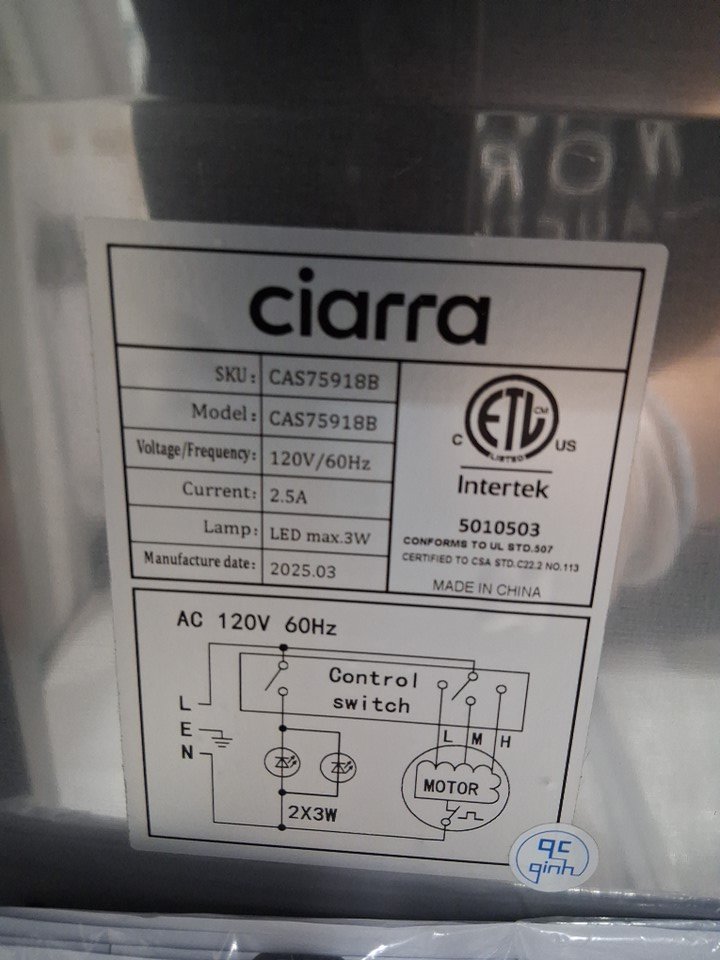 ciarra
SKU: CAS75918B
Model: CAS75918B
Voltage/Frequency: 120V/60Hz
Current: 2.5A
Lamp: LED max.3W
Manufacture date: 2025.03
ETL CM
LISTED
C US
Intertek
5010503
CONFORMS TO UL STD.507
CERTIFIED TO CSA STD.C22.2 NO.113
MADE IN CHINA
AC 120V 60Hz
Control
switch
L
E
N
L M H
MOTOR
2X3W
qc
ginh